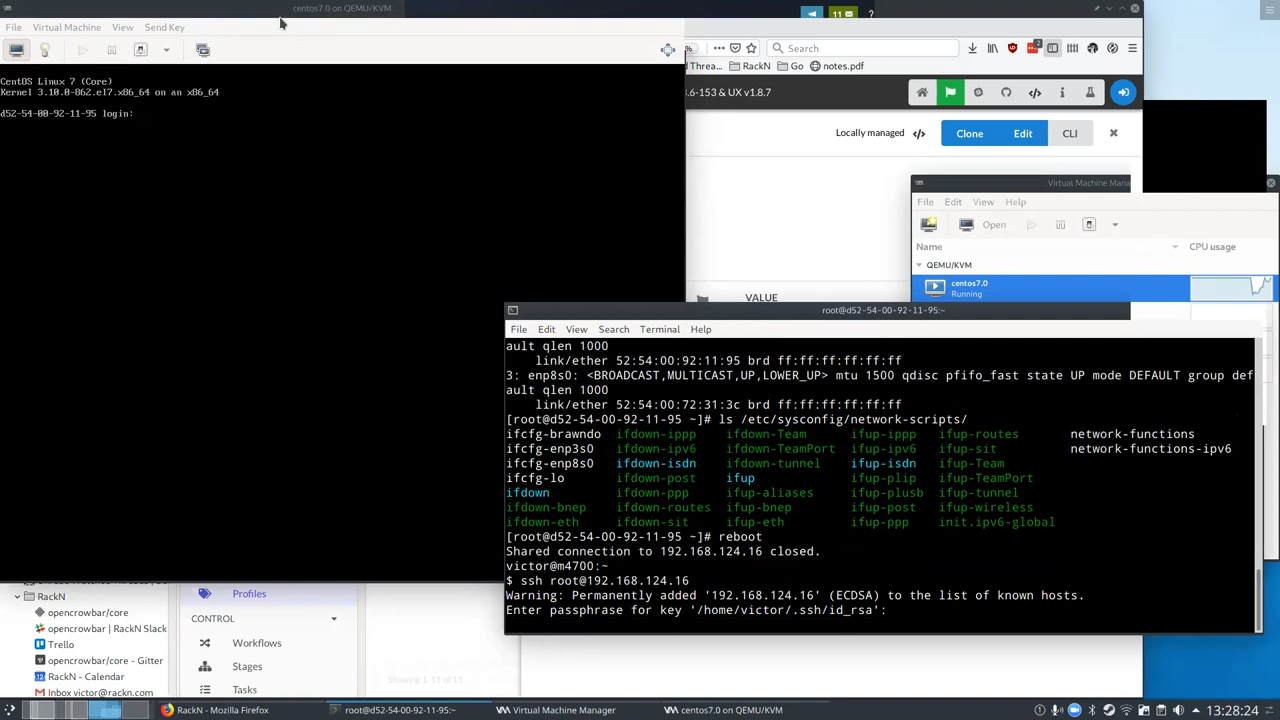 centos7.0 on QEMU/KVM
File Virtual Machine View Send Key
CentOS Linux 7 (Core)
Kernel 3.10.0-862.el7.x86_64 on an x86_64
d52-54-00-92-11-95 login:
11
?
%
Search
2
Threa...
RackN
Go
notes.pdf
.6-153 & UX v1.8.7
Locally managed
Clone
Edit
CLI
VALUE
Virtual Machine Mana
File Edit View Help
Open
Name
CPU usage
QEMU/KVM
centos7.0
Running
root@d52-54-00-92-11-95:~
File Edit View Search Terminal Help
ault qlen 1000
link/ether 52:54:00:92:11:95 brd ff:ff:ff:ff:ff:ff
3: enp8s0: <BROADCAST,MULTICAST,UP,LOWER_UP> mtu 1500 qdisc pfifo_fast state UP mode DEFAULT group def
ault qlen 1000
link/ether 52:54:00:72:31:3c brd ff:ff:ff:ff:ff:ff
[root@d52-54-00-92-11-95 ~]# ls /etc/sysconfig/network-scripts/
ifcfg-brawndo ifdown-ippp ifdown-Team ifup-ippp ifup-routes network-functions
ifcfg-enp3s0 ifdown-ipv6 ifdown-TeamPort ifup-ipv6 ifup-sit network-functions-ipv6
ifcfg-enp8s0 ifdown-isdn ifdown-tunnel ifup-isdn ifup-Team
ifcfg-lo ifdown-post ifup ifup-plip ifup-TeamPort
ifdown ifdown-ppp ifup-aliases ifup-plusb ifup-tunnel
ifdown-bnep ifdown-routes ifup-bnep ifup-post ifup-wireless
ifdown-eth ifdown-sit ifup-eth ifup-ppp init.ipv6-global
[root@d52-54-00-92-11-95 ~]# reboot
Shared connection to 192.168.124.16 closed.
victor@m4700:~
$ ssh root@192.168.124.16
Warning: Permanently added '192.168.124.16' (ECDSA) to the list of known hosts.
Enter passphrase for key '/home/victor/.ssh/id_rsa':
RackN
opencrowbar/core
opencrowbar | RackN Slack
Trello
opencrowbar/core - Gitter
RackN - Calendar
Inbox victor@rackn.com
Profiles
CONTROL
Workflows
Stages
Tasks
Showing 1-11 of 11
RackN - Mozilla Firefox
root@d52-54-00-92-11-95:~
Virtual Machine Manager
centos7.0 on QEMU/KVM
13:28:24